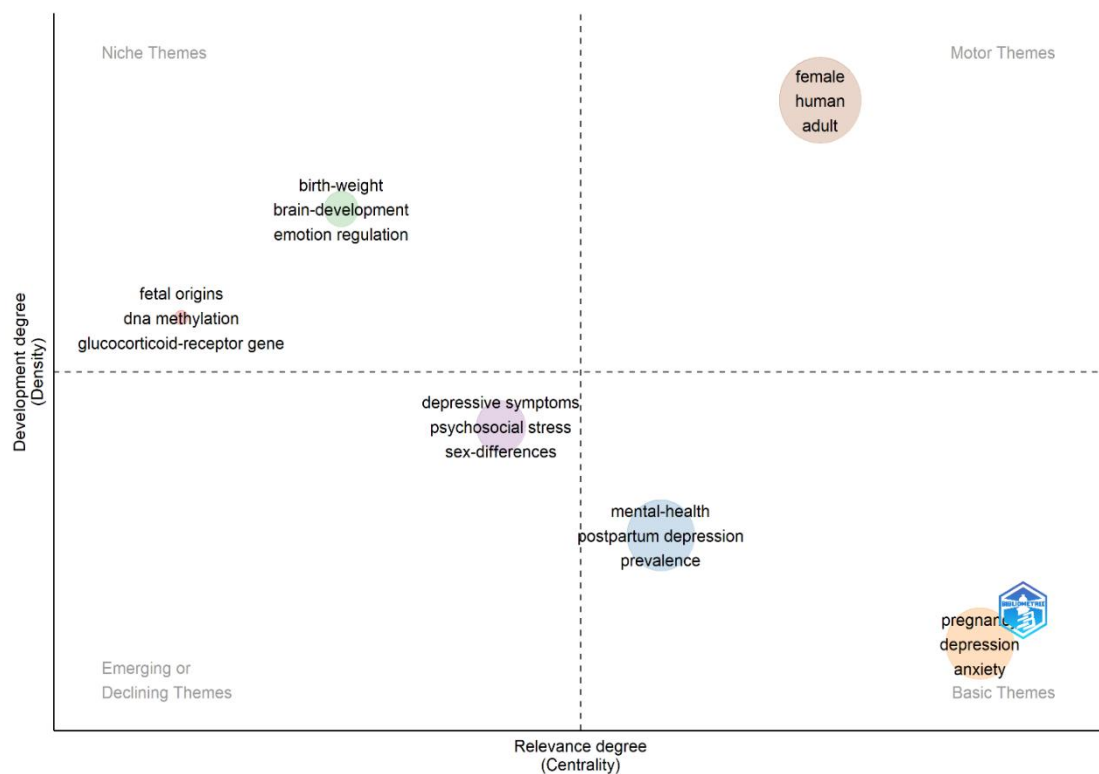 Niche Themes
Motor Themes
female
human
adult
birth-weight
brain-development
emotion regulation
fetal origins
dna methylation
glucocorticoid-receptor gene
Development degree
(Density)
depressive symptoms
psychosocial stress
sex-differences
mental-health
postpartum depression
prevalence
BIBLIOMETRIX
pregnancy
depression
anxiety
Emerging or
Declining Themes
Basic Themes
Relevance degree
(Centrality)